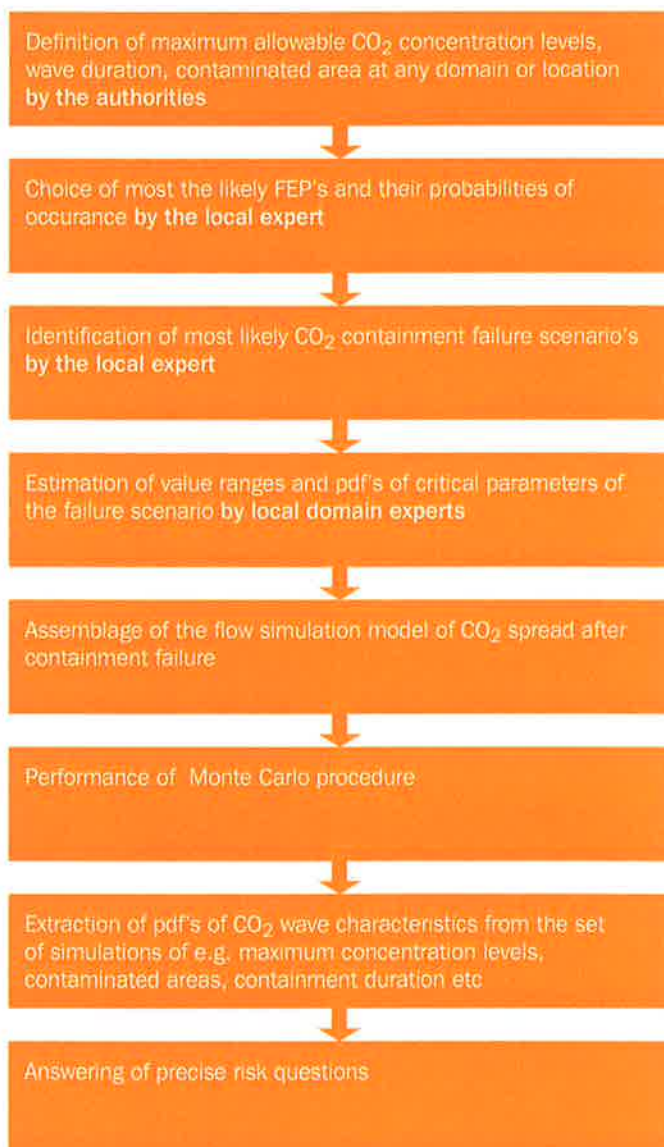 Definition of maximum allowable CO₂ concentration levels,
wave duration, contaminated area at any domain or location
by the authorities
Choice of most the likely FEP's and their probabilities of
occurance by the local expert
Identification of most likely CO₂ containment failure scenario's
by the local expert
Estimation of value ranges and pdf's of critical parameters of
the failure scenario by local domain experts
Assemblage of the flow simulation model of CO₂ spread after
containment failure
Performance of Monte Carlo procedure
Extraction of pdf's of CO₂ wave characteristics from the set
of simulations of e.g. maximum concentration levels,
contaminated areas, containment duration etc
Answering of precise risk questions